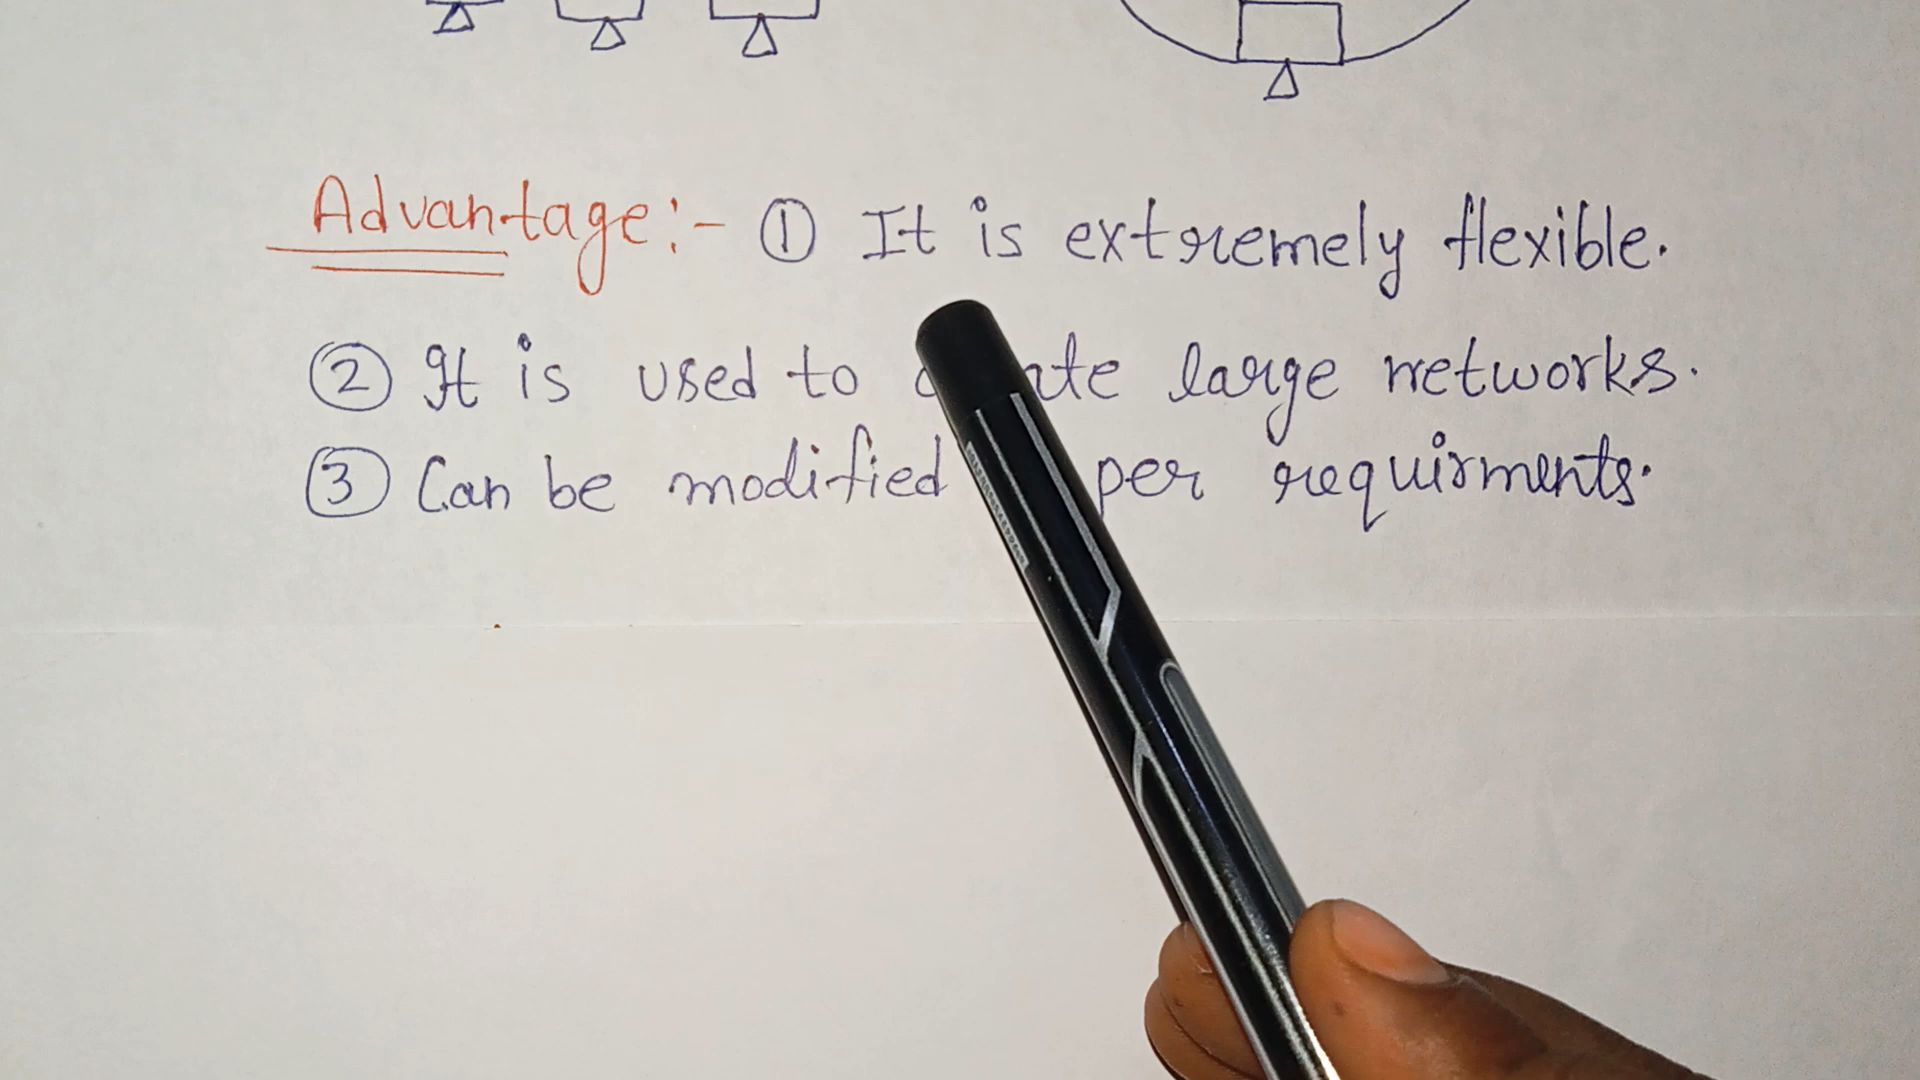 Advantage:- ① It is extremely flexible.
② It is used to large networks.
③ Can be modified per requirments.